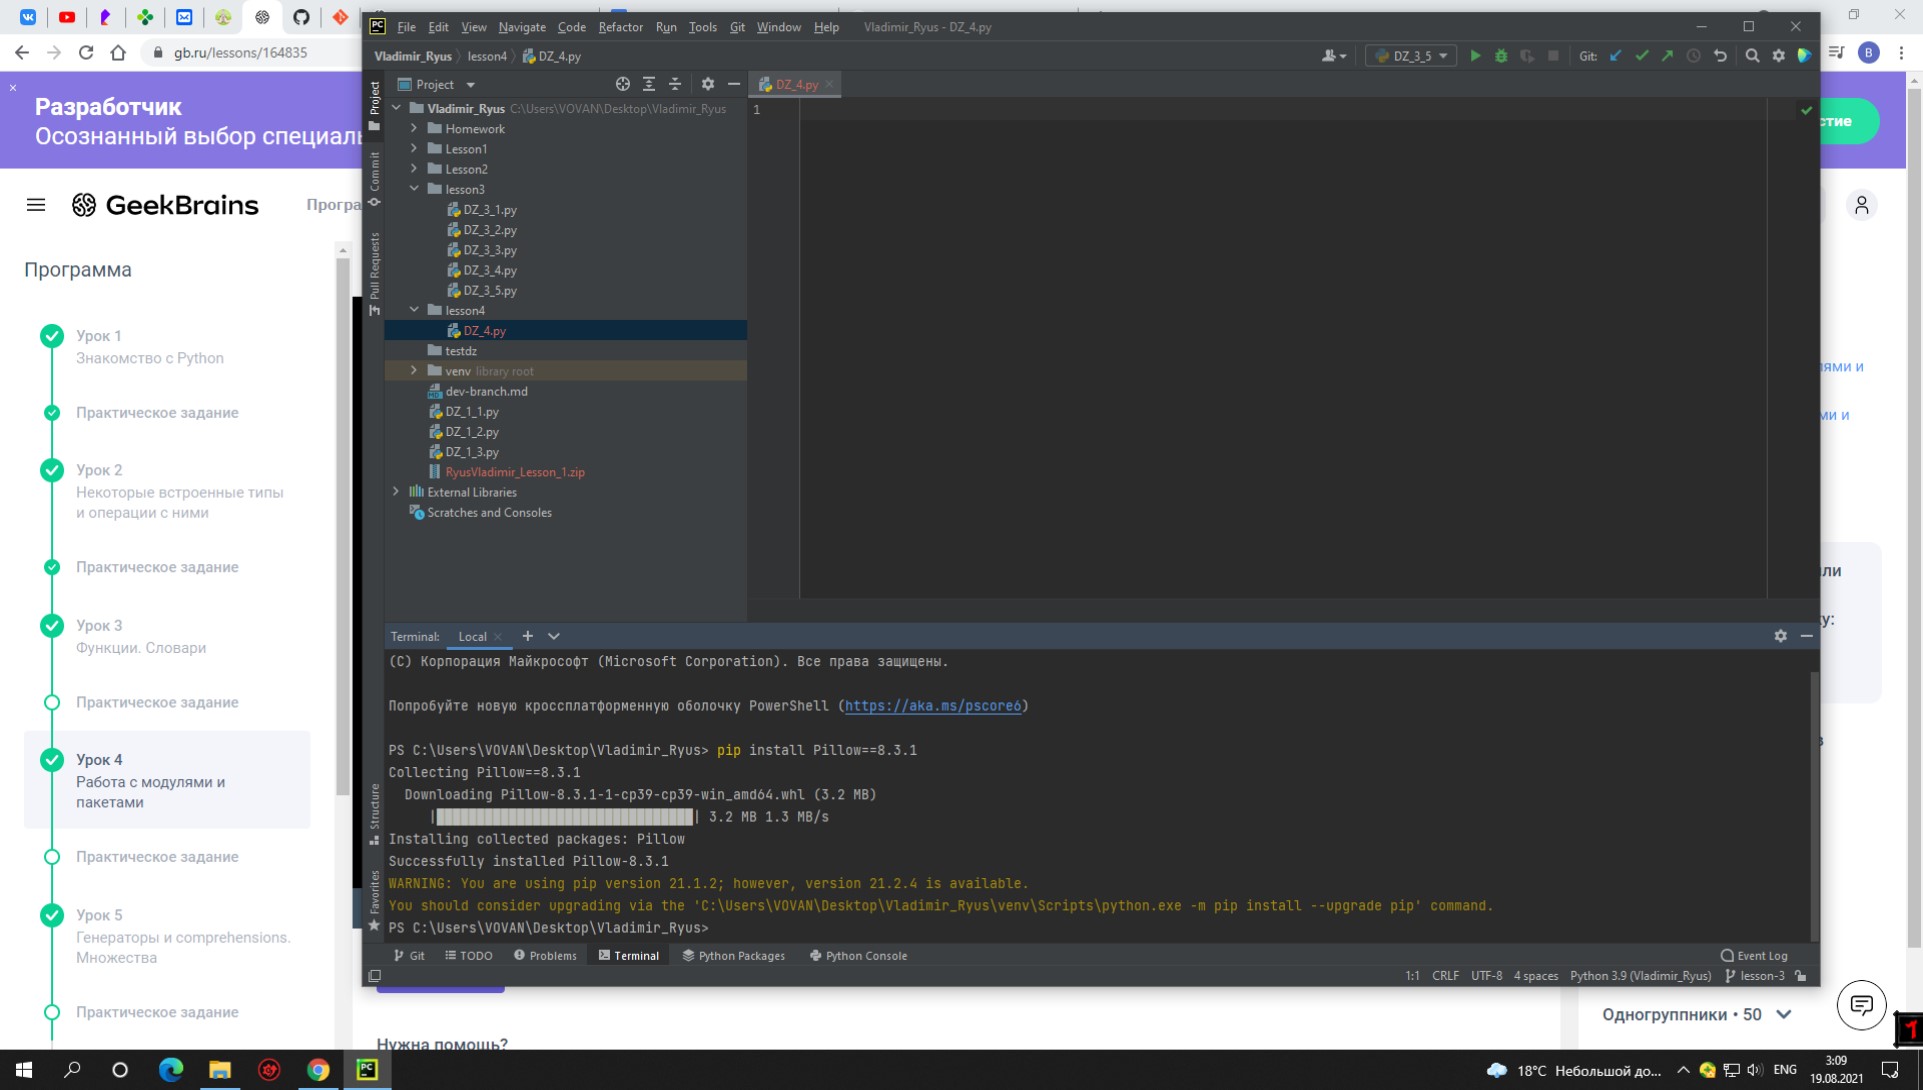 gb.ru/lessons/164835
B
Разработчик
Осознанный выбор специаль
стие
GeekBrains
Програ
Программа
Урок 1
Знакомство с Python
Практическое задание
Урок 2
Некоторые встроенные типы
и операции с ними
Практическое задание
Урок 3
Функции. Словари
Практическое задание
Урок 4
Работа с модулями и
пакетами
Практическое задание
Урок 5
Генераторы и comprehensions.
Множества
Практическое задание
PC File Edit View Navigate Code Refactor Run Tools Git Window Help Vladimir_Ryus - DZ_4.py
Vladimir_Ryus lesson4 DZ_4.py
DZ_3_5 Git:
Project
DZ_4.py
Project
Commit
Pull Requests
Structure
Favorites
Vladimir_Ryus C:\Users\VOVAN\Desktop\Vladimir_Ryus
Homework
Lesson1
Lesson2
lesson3
DZ_3_1.py
DZ_3_2.py
DZ_3_3.py
DZ_3_4.py
DZ_3_5.py
lesson4
DZ_4.py
testdz
venv library root
dev-branch.md
DZ_1_1.py
DZ_1_2.py
DZ_1_3.py
RyusVladimir_Lesson_1.zip
External Libraries
Scratches and Consoles
1
Terminal: Local
(C) Корпорация Майкрософт (Microsoft Corporation). Все права защищены.
Попробуйте новую кроссплатформенную оболочку PowerShell (https://aka.ms/pscore6)
PS C:\Users\VOVAN\Desktop\Vladimir_Ryus> pip install Pillow==8.3.1
Collecting Pillow==8.3.1
Downloading Pillow-8.3.1-1-cp39-cp39-win_amd64.whl (3.2 MB)
| | 3.2 MB 1.3 MB/s
Installing collected packages: Pillow
Successfully installed Pillow-8.3.1
WARNING: You are using pip version 21.1.2; however, version 21.2.4 is available.
You should consider upgrading via the 'C:\Users\VOVAN\Desktop\Vladimir_Ryus\venv\Scripts\python.exe -m pip install --upgrade pip' command.
PS C:\Users\VOVAN\Desktop\Vladimir_Ryus>
Git TODO Problems Terminal Python Packages Python Console Event Log
1:1 CRLF UTF-8 4 spaces Python 3.9 (Vladimir_Ryus) lesson-3
ями и
ми и
или
у:
в
Одногруппники • 50
Нужна помощь?
1
18°C Небольшой до... ENG 3:09
19.08.2021